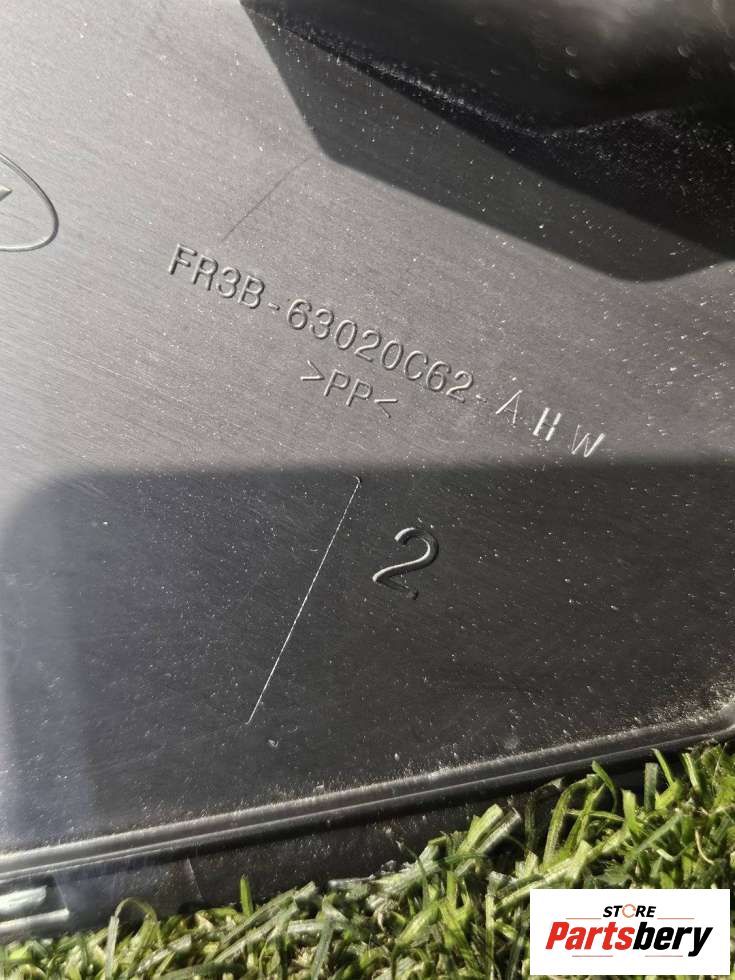 FR3B-63020C62-AHW
>PP<
2
STORE
Partsbery